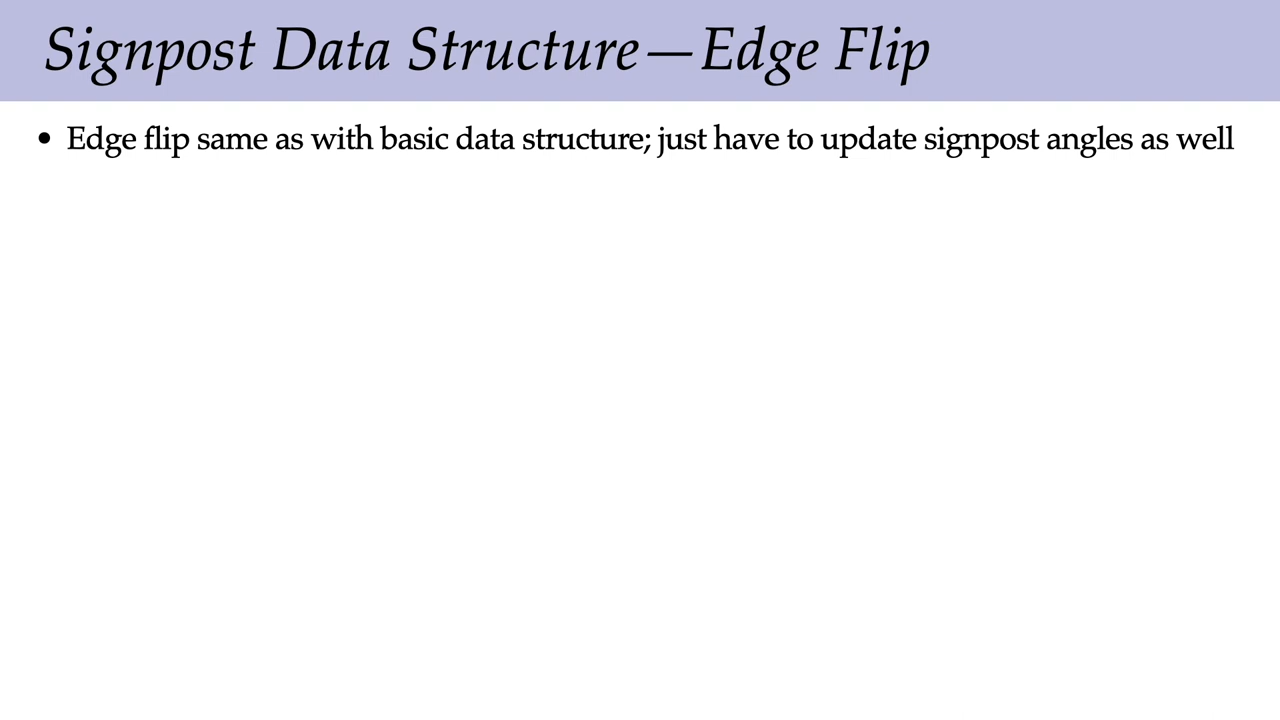 Signpost Data Structure—Edge Flip
• Edge flip same as with basic data structure; just have to update signpost angles as well